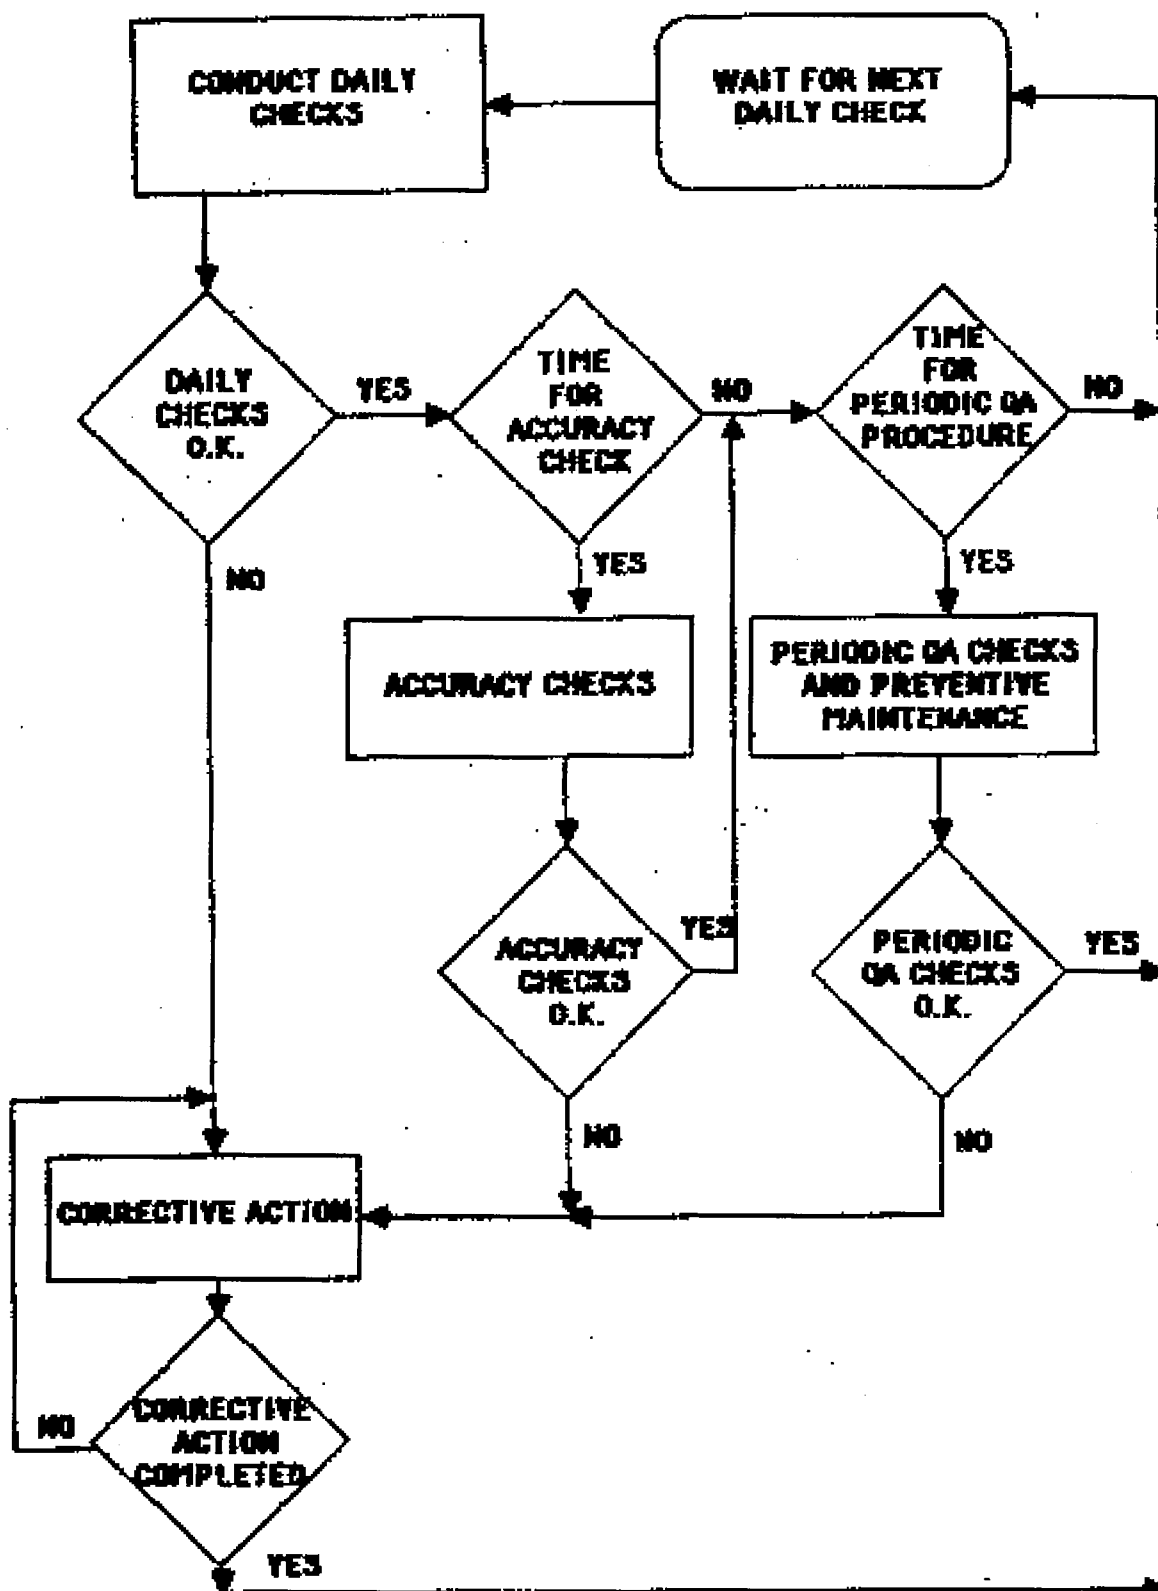 CONDUCT DAILY
CHECKS
WAIT FOR NEXT
DAILY CHECK
DAILY
CHECKS
O.K.
YES
TIME
FOR
ACCURACY
CHECK
NO
TIME
FOR
PERIODIC QA
PROCEDURE
NO
NO
YES
YES
ACCURACY CHECKS
PERIODIC QA CHECKS
AND PREVENTIVE
MAINTENANCE
ACCURACY
CHECKS
O.K.
YES
PERIODIC
QA CHECKS
O.K.
YES
NO
NO
CORRECTIVE ACTION
CORRECTIVE
ACTION
COMPLETED
NO
YES